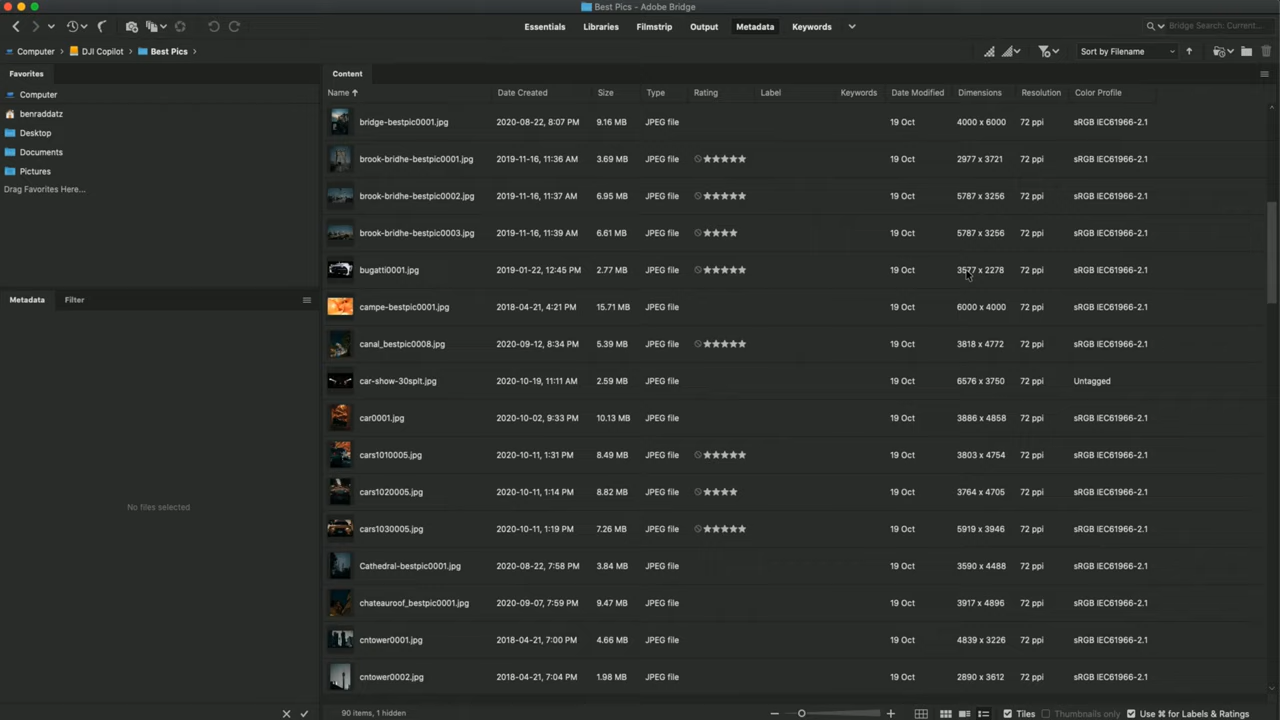 Best Pics - Adobe Bridge
Essentials Libraries Filmstrip Output Metadata Keywords
Bridge Search: Current...
Computer DJI Copilot Best Pics
Sort by Filename
Favorites
Computer
benraddatz
Desktop
Documents
Pictures
Drag Favorites Here...
Metadata Filter
No files selected
Content
Name Date Created Size Type Rating Label Keywords Date Modified Dimensions Resolution Color Profile
bridge-bestpic0001.jpg 2020-08-22, 8:07 PM 9.16 MB JPEG file 19 Oct 4000 x 6000 72 ppi sRGB IEC61966-2.1
brook-bridhe-bestpic0001.jpg 2019-11-16, 11:36 AM 3.69 MB JPEG file ★★★★★ 19 Oct 2977 x 3721 72 ppi sRGB IEC61966-2.1
brook-bridhe-bestpic0002.jpg 2019-11-16, 11:37 AM 6.95 MB JPEG file ★★★★★ 19 Oct 5787 x 3256 72 ppi sRGB IEC61966-2.1
brook-bridhe-bestpic0003.jpg 2019-11-16, 11:39 AM 6.61 MB JPEG file ★★★★ 19 Oct 5787 x 3256 72 ppi sRGB IEC61966-2.1
bugatti0001.jpg 2019-01-22, 12:45 PM 2.77 MB JPEG file ★★★★★ 19 Oct 3577 x 2278 72 ppi sRGB IEC61966-2.1
campe-bestpic0001.jpg 2018-04-21, 4:21 PM 15.71 MB JPEG file 19 Oct 6000 x 4000 72 ppi sRGB IEC61966-2.1
canal_bestpic0008.jpg 2020-09-12, 8:34 PM 5.39 MB JPEG file ★★★★★ 19 Oct 3818 x 4772 72 ppi sRGB IEC61966-2.1
car-show-30splt.jpg 2020-10-19, 11:11 AM 2.59 MB JPEG file 19 Oct 6576 x 3750 72 ppi Untagged
car0001.jpg 2020-10-02, 9:33 PM 10.13 MB JPEG file 19 Oct 3886 x 4858 72 ppi sRGB IEC61966-2.1
cars1010005.jpg 2020-10-11, 1:31 PM 8.49 MB JPEG file ★★★★★ 19 Oct 3803 x 4754 72 ppi sRGB IEC61966-2.1
cars1020005.jpg 2020-10-11, 1:14 PM 8.82 MB JPEG file ★★★★ 19 Oct 3764 x 4705 72 ppi sRGB IEC61966-2.1
cars1030005.jpg 2020-10-11, 1:19 PM 7.26 MB JPEG file ★★★★★ 19 Oct 5919 x 3946 72 ppi sRGB IEC61966-2.1
Cathedral-bestpic0001.jpg 2020-08-22, 7:58 PM 3.84 MB JPEG file 19 Oct 3590 x 4488 72 ppi sRGB IEC61966-2.1
chateauroof_bestpic0001.jpg 2020-09-07, 7:59 PM 9.47 MB JPEG file 19 Oct 3917 x 4896 72 ppi sRGB IEC61966-2.1
cntower0001.jpg 2018-04-21, 7:00 PM 4.66 MB JPEG file 19 Oct 4839 x 3226 72 ppi sRGB IEC61966-2.1
cntower0002.jpg 2018-04-21, 7:04 PM 1.98 MB JPEG file 19 Oct 2890 x 3612 72 ppi sRGB IEC61966-2.1
90 items, 1 hidden
Tiles Thumbnails only Use ⌘ for Labels & Ratings